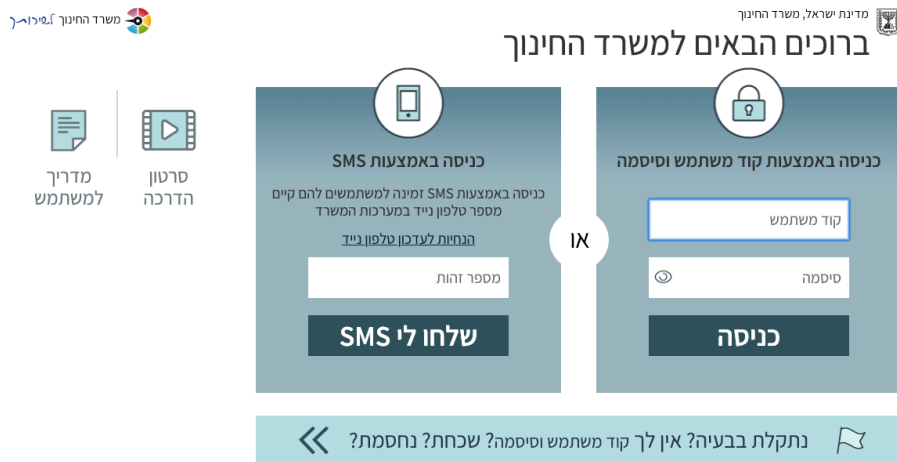 מדינת ישראל, משרד החינוך
ברוכים הבאים למשרד החינוך
משרד החינוך לשירותך
כניסה באמצעות קוד משתמש וסיסמה
קוד משתמש
סיסמה
כניסה
או
כניסה באמצעות SMS
כניסה באמצעות SMS זמינה למשתמשים להם קיים
מספר טלפון נייד במערכות המשרד
הנחיות לעדכון טלפון נייד
מספר זהות
שלחו לי SMS
סרטון
הדרכה
מדריך
למשתמש
נתקלת בבעיה? אין לך קוד משתמש וסיסמה? שכחת? נחסמת?